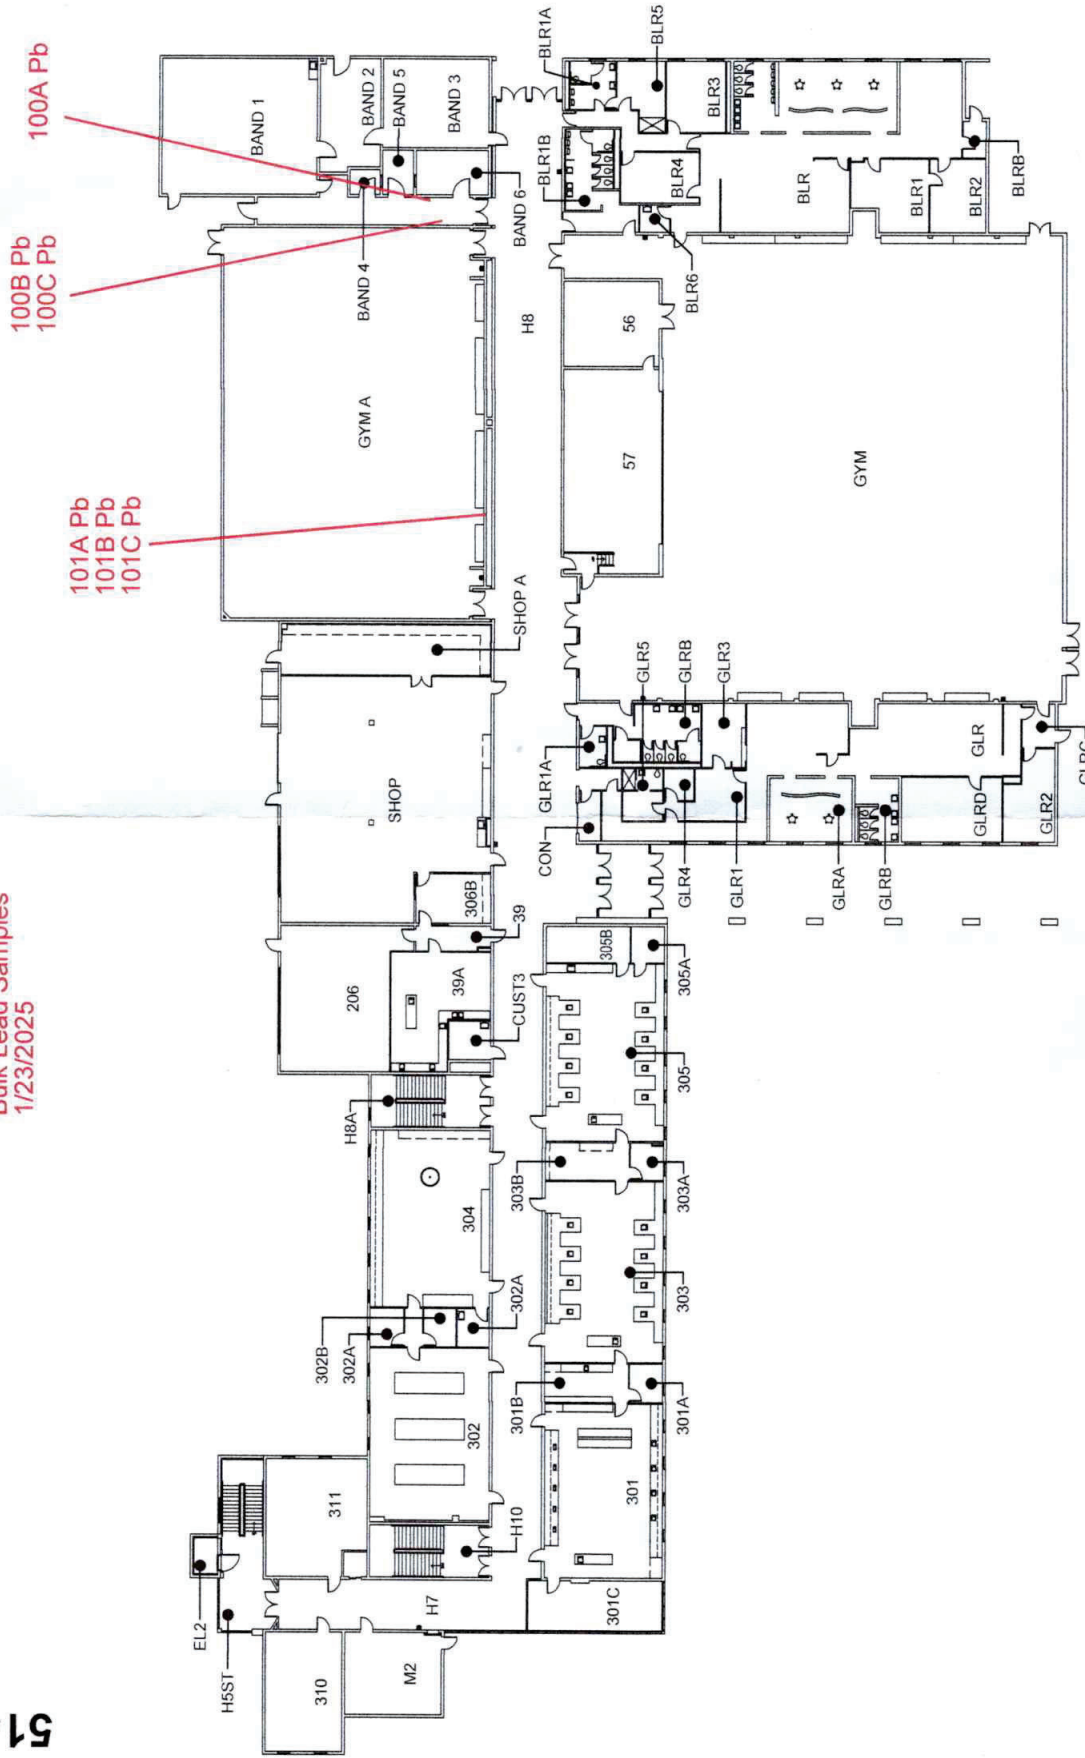 Bulk Lead Samples
1/23/2025
101A Pb
101B Pb
101C Pb
100B Pb
100C Pb
100A Pb
51
EL2
H5ST
310
M2
311
H7
H10
301C
302B
302A
302
302A
304
H8A
301B
301
301A
303B
303
303A
305
305B
305A
206
39A
39
CUST3
306B
SHOP
SHOP A
GYM A
H8
BAND 1
BAND 2
BAND 5
BAND 3
BAND 4
BAND 6
CON
GLR1A
GLR5
GLRB
GLR3
GLR4
GLR1
GLRA
GLRB
GLRD
GLR2
GLR
GYM
57
56
BLR1B
BLR1A
BLR5
BLR3
BLR4
BLR6
BLR
BLR1
BLR2
BLRB